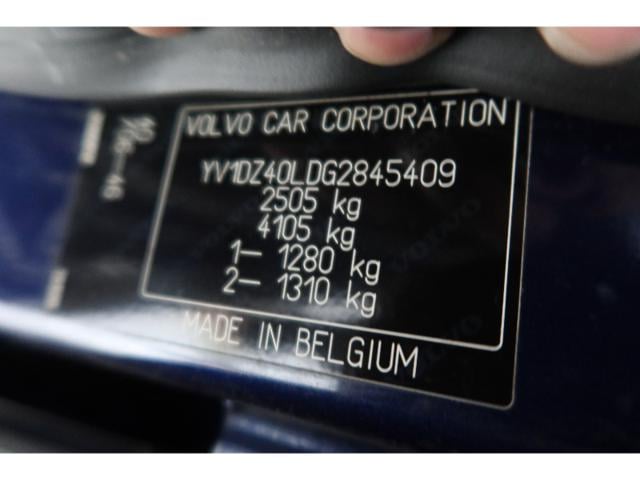 VOLVO CAR CORPORATION
YV1DZ40LDG2845409
2505 kg
4105 kg
1- 1280 kg
2- 1310 kg
MADE IN BELGIUM